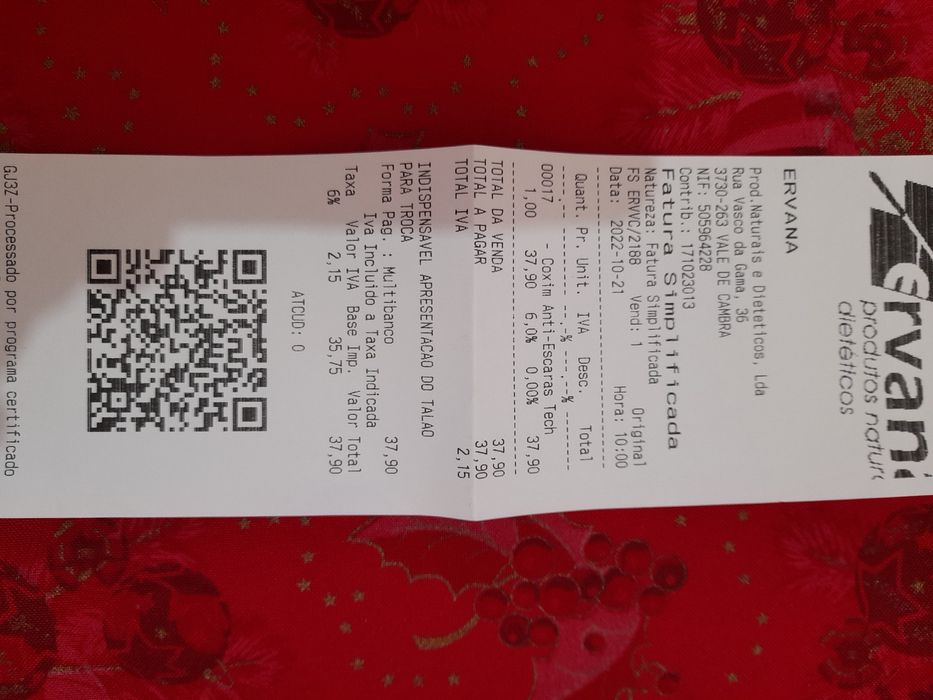 ervan
produtos natur
dietéticos
ERVANA
Prod.Naturais e Dieteticos, Lda
Rua Vasco da Gama, 36
3730-263 VALE DE CAMBRA
NIF: 505964228
Contrib.: 171023013
Fatura Simplificada
Natureza: Fatura Simplificada Original
FS ERVVC/2188 Vend: 1
Data: 2022-10-21 Hora: 10:00
Quant. Pr. Unit. IVA Desc. Total
-----.-- ------.-- --.-% ---.--% -------
00017 - Coxim Anti-Escaras Tech
1,00 37,90 6,0% 0,00% 37,90
TOTAL DA VENDA 37,90
TOTAL A PAGAR 37,90
TOTAL IVA 2,15
INDISPENSAVEL APRESENTACAO DO TALAO
PARA TROCA
Forma Pag. : Multibanco 37,90
Iva Incluido a Taxa Indicada
Taxa Valor IVA Base Imp. Valor Total
6% 2,15 35,75 37,90
ATCUD: 0
GJ3Z-Processado por programa certificado